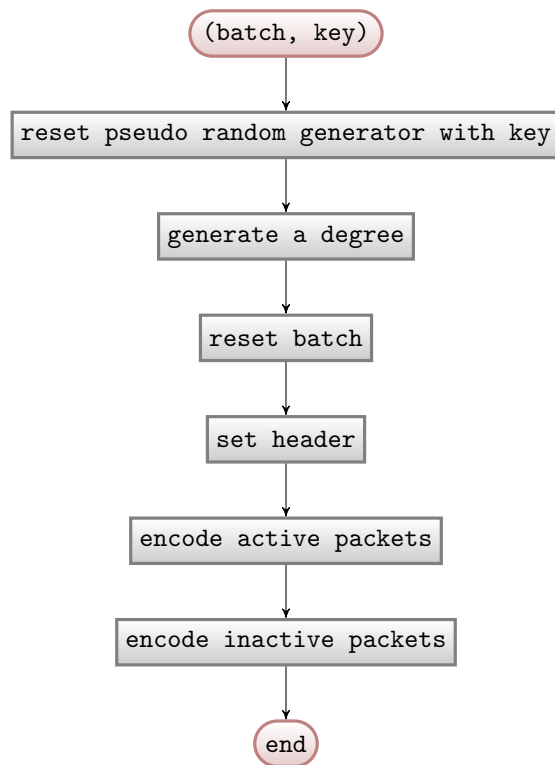 (batch, key)
reset pseudo random generator with key
generate a degree
reset batch
set header
encode active packets
encode inactive packets
end